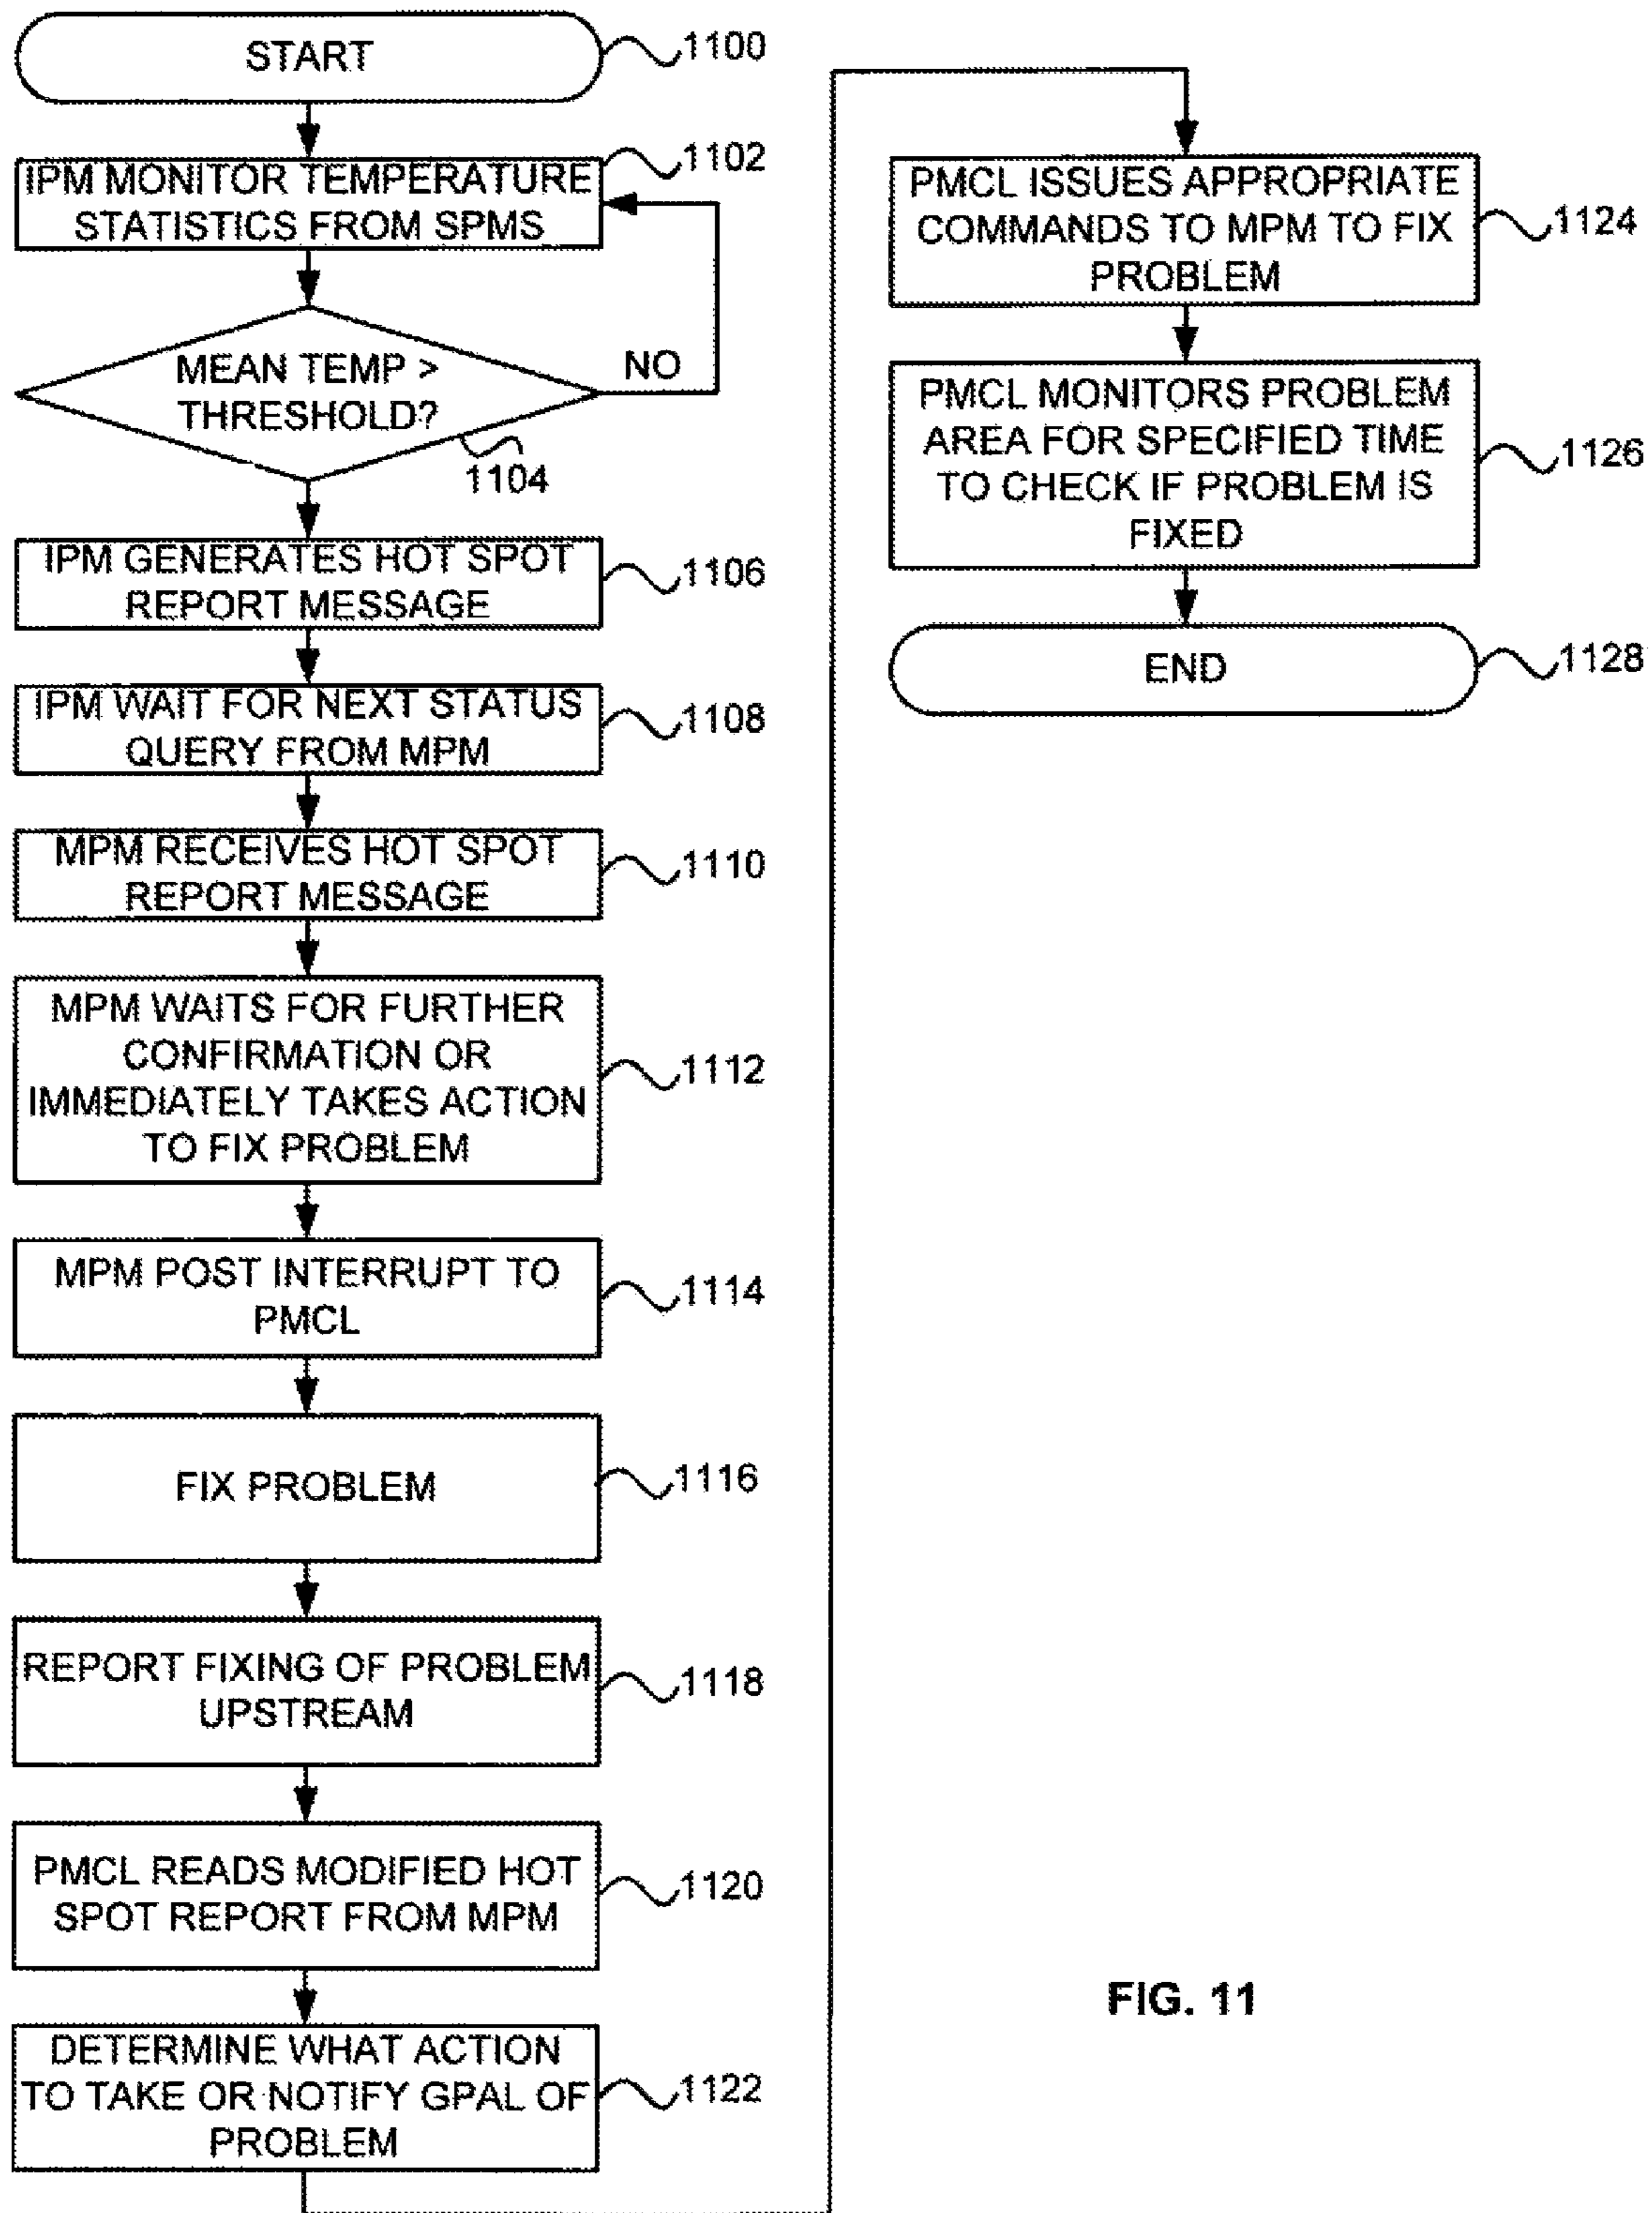 START
1100
IPM MONITOR TEMPERATURE
STATISTICS FROM SPMS
1102
MEAN TEMP >
THRESHOLD?
NO
1104
IPM GENERATES HOT SPOT
REPORT MESSAGE
1106
IPM WAIT FOR NEXT STATUS
QUERY FROM MPM
1108
MPM RECEIVES HOT SPOT
REPORT MESSAGE
1110
MPM WAITS FOR FURTHER
CONFIRMATION OR
IMMEDIATELY TAKES ACTION
TO FIX PROBLEM
1112
MPM POST INTERRUPT TO
PMCL
1114
FIX PROBLEM
1116
REPORT FIXING OF PROBLEM
UPSTREAM
1118
PMCL READS MODIFIED HOT
SPOT REPORT FROM MPM
1120
DETERMINE WHAT ACTION
TO TAKE OR NOTIFY GPAL OF
PROBLEM
1122
PMCL ISSUES APPROPRIATE
COMMANDS TO MPM TO FIX
PROBLEM
1124
PMCL MONITORS PROBLEM
AREA FOR SPECIFIED TIME
TO CHECK IF PROBLEM IS
FIXED
1126
END
1128
FIG. 11